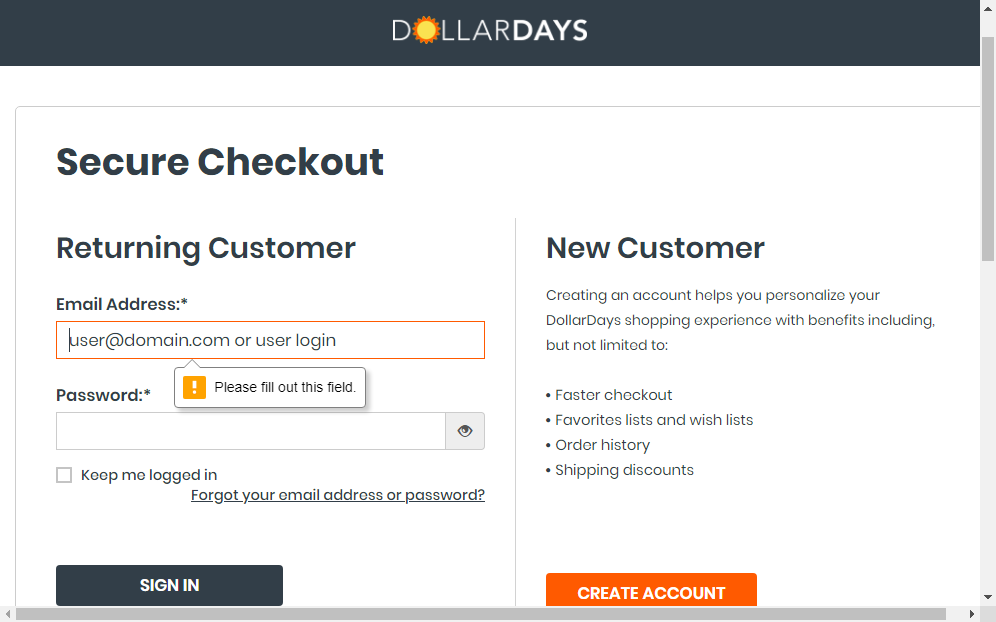 DOLLARDAYS
Secure Checkout
Returning Customer
Email Address:*
user@domain.com or user login
Please fill out this field.
Password:*
Keep me logged in
Forgot your email address or password?
SIGN IN
New Customer
Creating an account helps you personalize your
DollarDays shopping experience with benefits including,
but not limited to:
• Faster checkout
• Favorites lists and wish lists
• Order history
• Shipping discounts
CREATE ACCOUNT